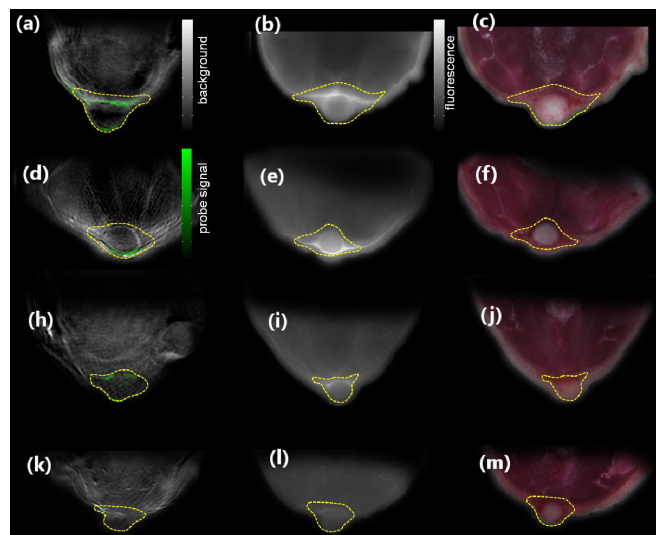 (a)
background
(b)
fluorescence
(c)
(d)
probe signal
(e)
(f)
(h)
(i)
(j)
(k)
(l)
(m)